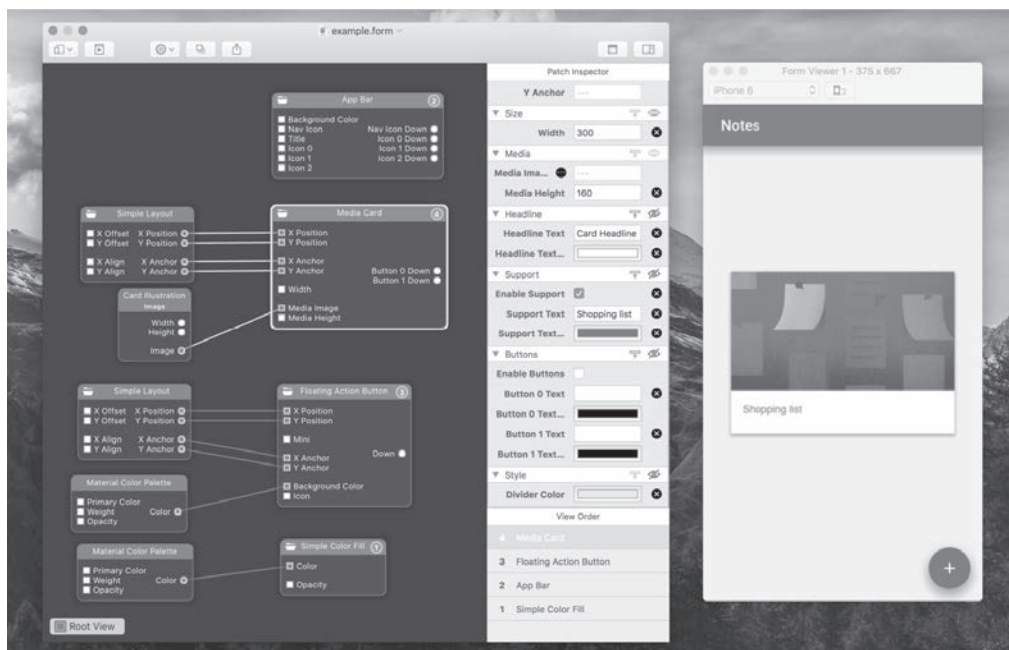 example.form
App Bar 2
Background Color
Nav Icon Nav Icon Down
Title Icon 0 Down
Icon 0 Icon 1 Down
Icon 1 Icon 2 Down
Icon 2
Simple Layout
X Offset X Position
Y Offset Y Position
X Align X Anchor
Y Align Y Anchor
Media Card 4
X Position
Y Position
X Anchor
Y Anchor Button 0 Down
Button 1 Down
Width
Media Image
Media Height
Card Illustration
Image
Width
Height
Image
Simple Layout
X Offset X Position
Y Offset Y Position
X Align X Anchor
Y Align Y Anchor
Floating Action Button 3
X Position
Y Position
Mini
Down
X Anchor
Y Anchor
Background Color
Icon
Material Color Palette
Primary Color
Weight Color
Opacity
Material Color Palette
Primary Color
Weight Color
Opacity
Simple Color Fill 1
Color
Opacity
Root View
Patch Inspector
Y Anchor ---
Size
Width 300
Media
Media Ima... ---
Media Height 160
Headline
Headline Text Card Headline
Headline Text...
Support
Enable Support
Support Text Shopping list
Support Text...
Buttons
Enable Buttons
Button 0 Text
Button 0 Text...
Button 1 Text
Button 1 Text...
Style
Divider Color
View Order
4 Media Card
3 Floating Action Button
2 App Bar
1 Simple Color Fill
Form Viewer 1 - 375 x 667
iPhone 6
Notes
Shopping list
+